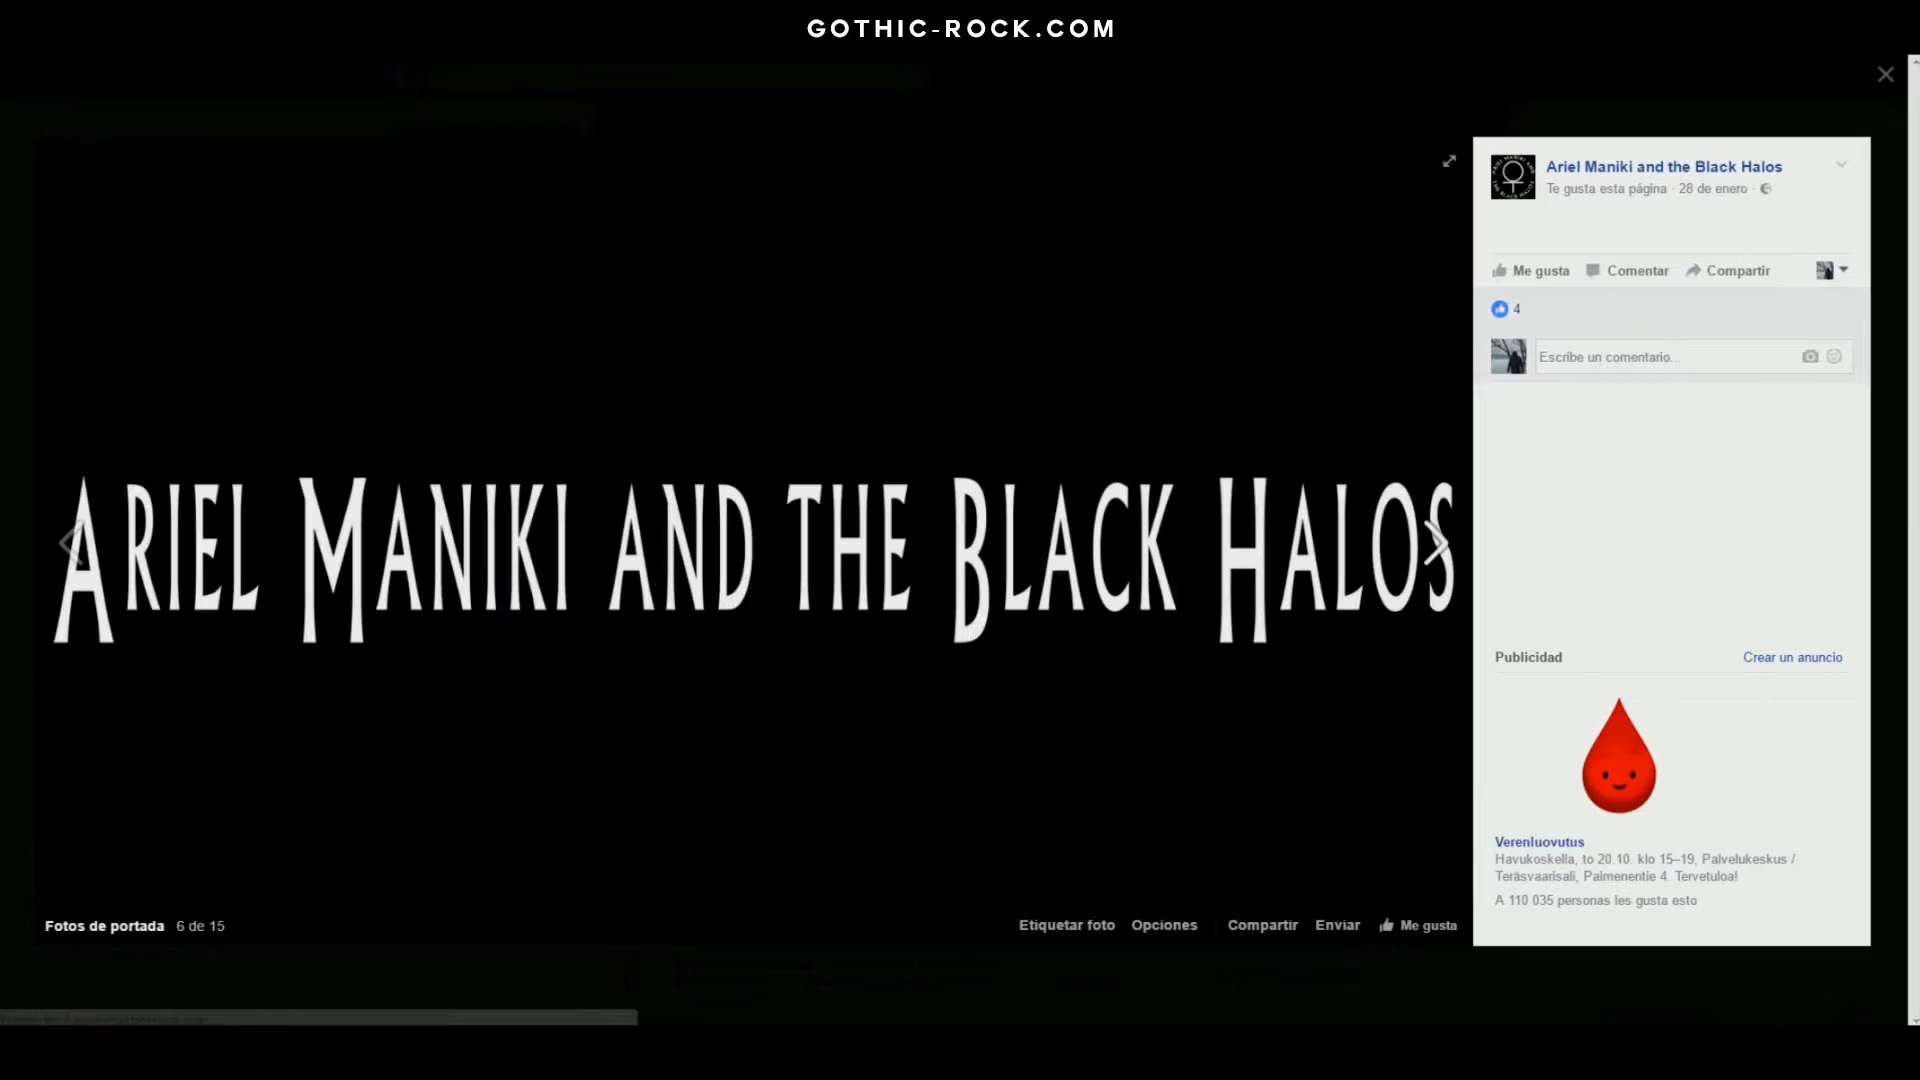 GOTHIC-ROCK.COM
Ariel Maniki and the Black Halos
Te gusta esta página · 28 de enero ·
Me gusta Comentar Compartir
4
Escribe un comentario...
ARIEL MANIKI AND THE BLACK HALOS
Publicidad Crear un anuncio
Verenluovutus
Havukoskella, to 20.10. klo 15–19, Palvelukeskus /
Teräsvaarisali, Paimenentie 4. Tervetuloa!
A 110 035 personas les gusta esto
Fotos de portada 6 de 15
Etiquetar foto Opciones Compartir Enviar Me gusta